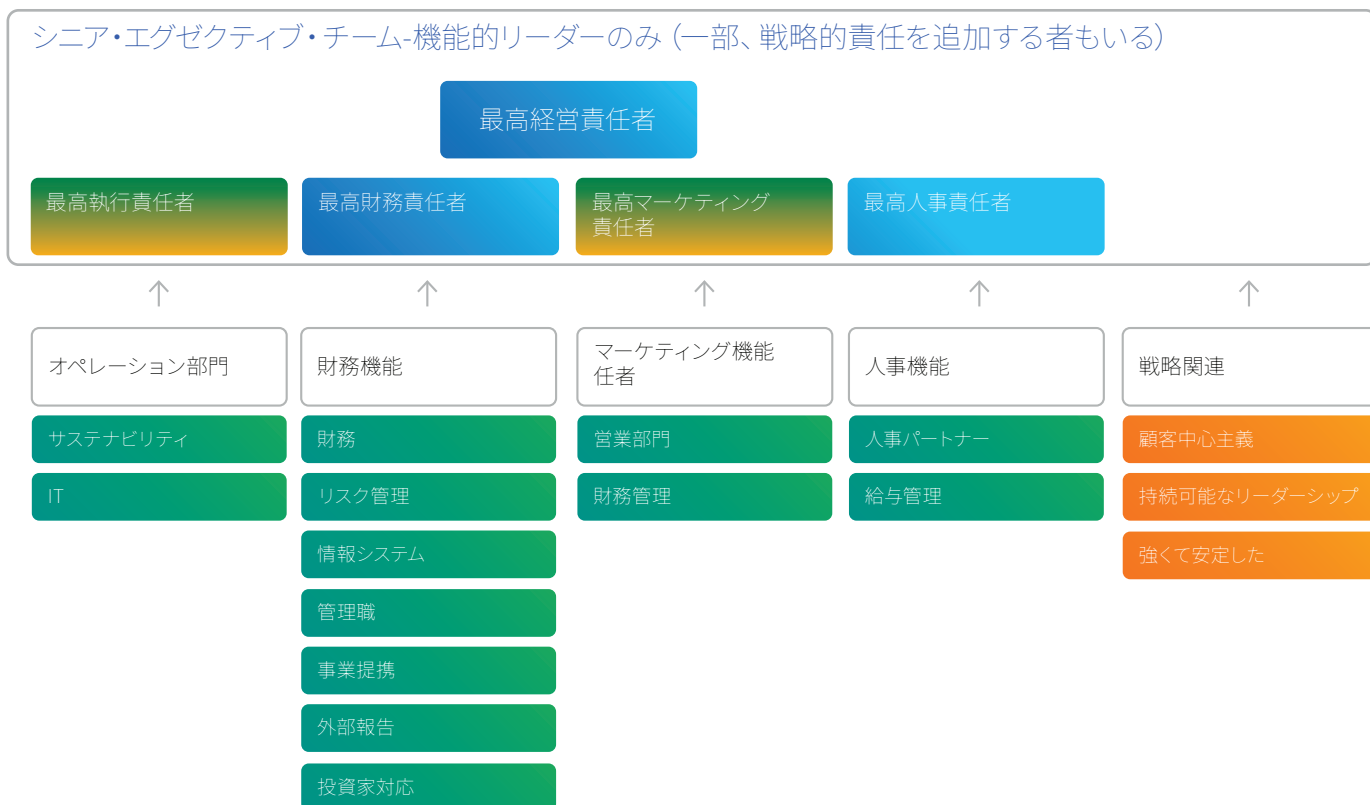 シニア・エグゼクティブ・チーム-機能的リーダーのみ（一部、戦略的責任を追加する者もいる）
最高経営責任者
最高執行責任者
最高財務責任者
最高マーケティング
責任者
最高人事責任者
オペレーション部門
財務機能
マーケティング機能
任者
人事機能
戦略関連
サステナビリティ
財務
営業部門
人事パートナー
顧客中心主義
IT
リスク管理
財務管理
給与管理
持続可能なリーダーシップ
情報システム
強くて安定した
管理職
事業提携
外部報告
投資家対応